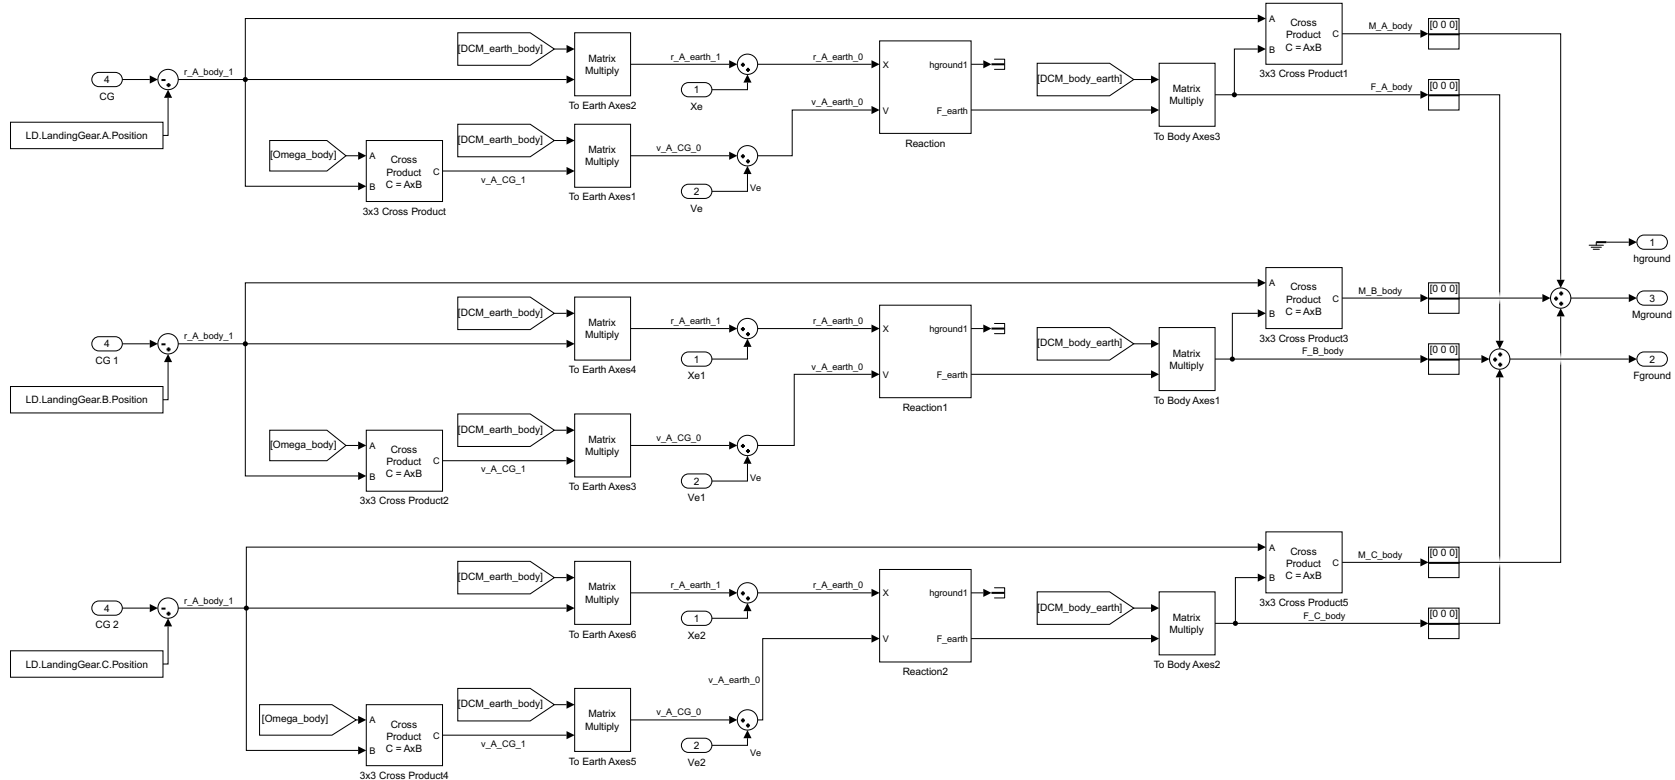 A
Cross
Product
C = AxB
B
C
3x3 Cross Product1
M_A_body
[0 0 0]
[DCM_earth_body]
Matrix
Multiply
To Earth Axes2
r_A_earth_1
1
Xe
r_A_earth_0
X
V
hground1
F_earth
Reaction
[DCM_body_earth]
Matrix
Multiply
To Body Axes3
F_A_body
[0 0 0]
4
CG
r_A_body_1
LD.LandingGear.A.Position
[Omega_body]
A
B
Cross
Product
C = AxB
C
3x3 Cross Product
v_A_CG_1
[DCM_earth_body]
Matrix
Multiply
To Earth Axes1
v_A_CG_0
v_A_earth_0
2
Ve
Ve
1
hground
A
Cross
Product
C = AxB
B
C
3x3 Cross Product3
M_B_body
[0 0 0]
3
Mground
[DCM_earth_body]
Matrix
Multiply
To Earth Axes4
r_A_earth_1
1
Xe1
r_A_earth_0
X
V
hground1
F_earth
Reaction1
[DCM_body_earth]
Matrix
Multiply
To Body Axes1
F_B_body
[0 0 0]
2
Fground
4
CG 1
r_A_body_1
LD.LandingGear.B.Position
[Omega_body]
A
B
Cross
Product
C = AxB
C
3x3 Cross Product2
v_A_CG_1
[DCM_earth_body]
Matrix
Multiply
To Earth Axes3
v_A_CG_0
v_A_earth_0
2
Ve1
Ve
A
Cross
Product
C = AxB
B
C
3x3 Cross Product5
M_C_body
[0 0 0]
[DCM_earth_body]
Matrix
Multiply
To Earth Axes6
r_A_earth_1
1
Xe2
r_A_earth_0
X
V
hground1
F_earth
Reaction2
[DCM_body_earth]
Matrix
Multiply
To Body Axes2
F_C_body
[0 0 0]
4
CG 2
r_A_body_1
LD.LandingGear.C.Position
[Omega_body]
A
B
Cross
Product
C = AxB
C
3x3 Cross Product4
v_A_CG_1
[DCM_earth_body]
Matrix
Multiply
To Earth Axes5
v_A_CG_0
v_A_earth_0
2
Ve2
Ve